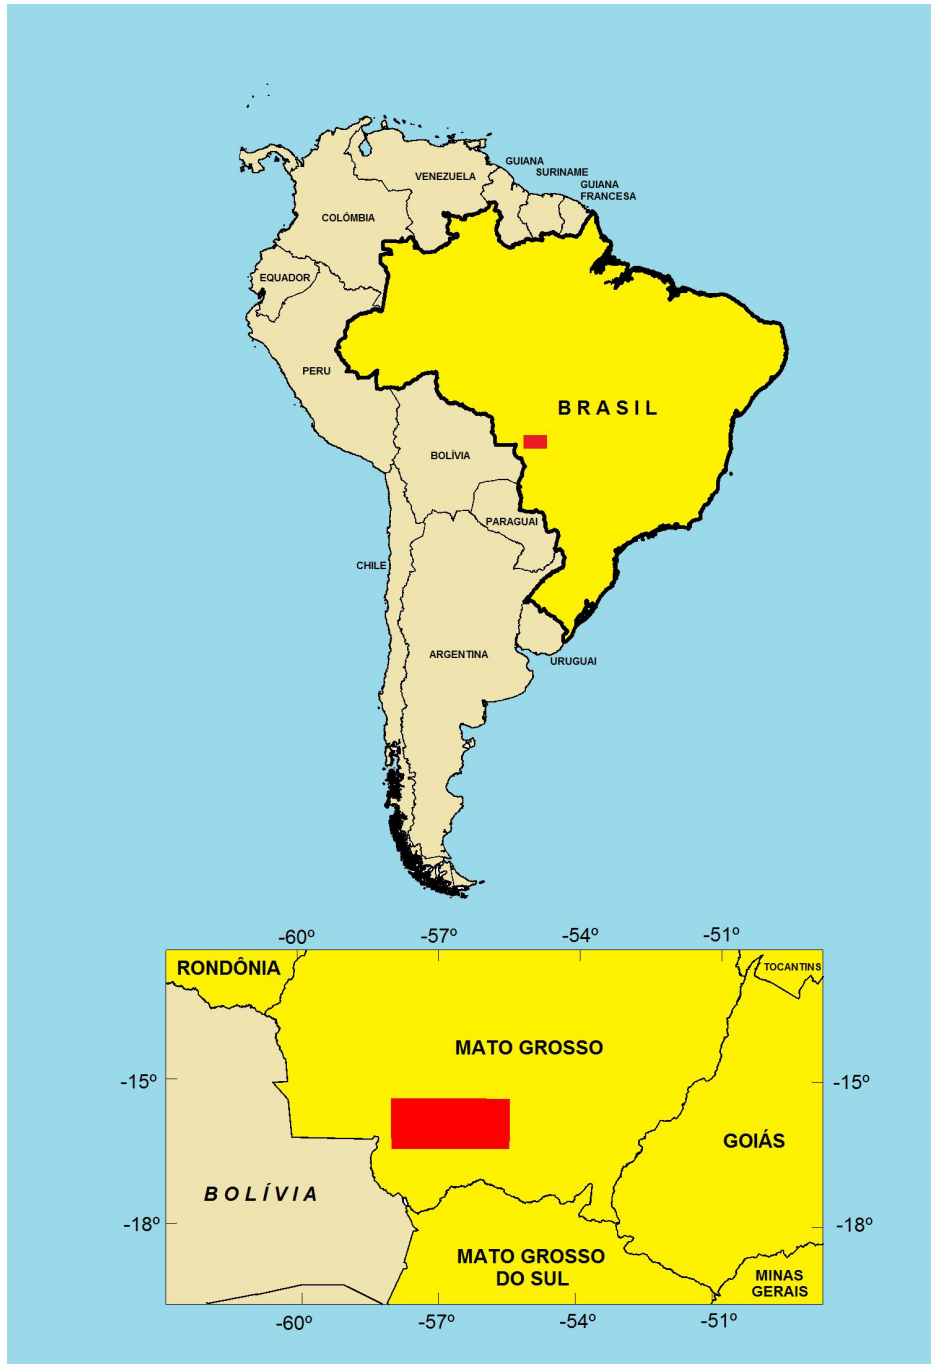 GUIANA
SURINAME
GUIANA
FRANCESA
VENEZUELA
COLÔMBIA
EQUADOR
PERU
BRASIL
BOLÍVIA
PARAGUAI
CHILE
ARGENTINA
URUGUAI
-60º
-57º
-54º
-51º
RONDÔNIA
TOCANTINS
MATO GROSSO
-15º
-15º
GOIÁS
BOLÍVIA
-18º
-18º
MATO GROSSO
DO SUL
MINAS
GERAIS
-60º
-57º
-54º
-51º